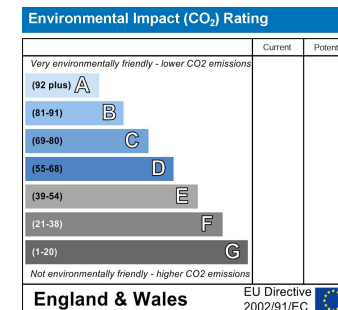 Environmental Impact (CO₂) Rating
Current Potent
Very environmentally friendly - lower CO2 emissions
(92 plus) A
(81-91) B
(69-80) C
(55-68) D
(39-54) E
(21-38) F
(1-20) G
Not environmentally friendly - higher CO2 emissions
England & Wales
EU Directive
2002/91/EC